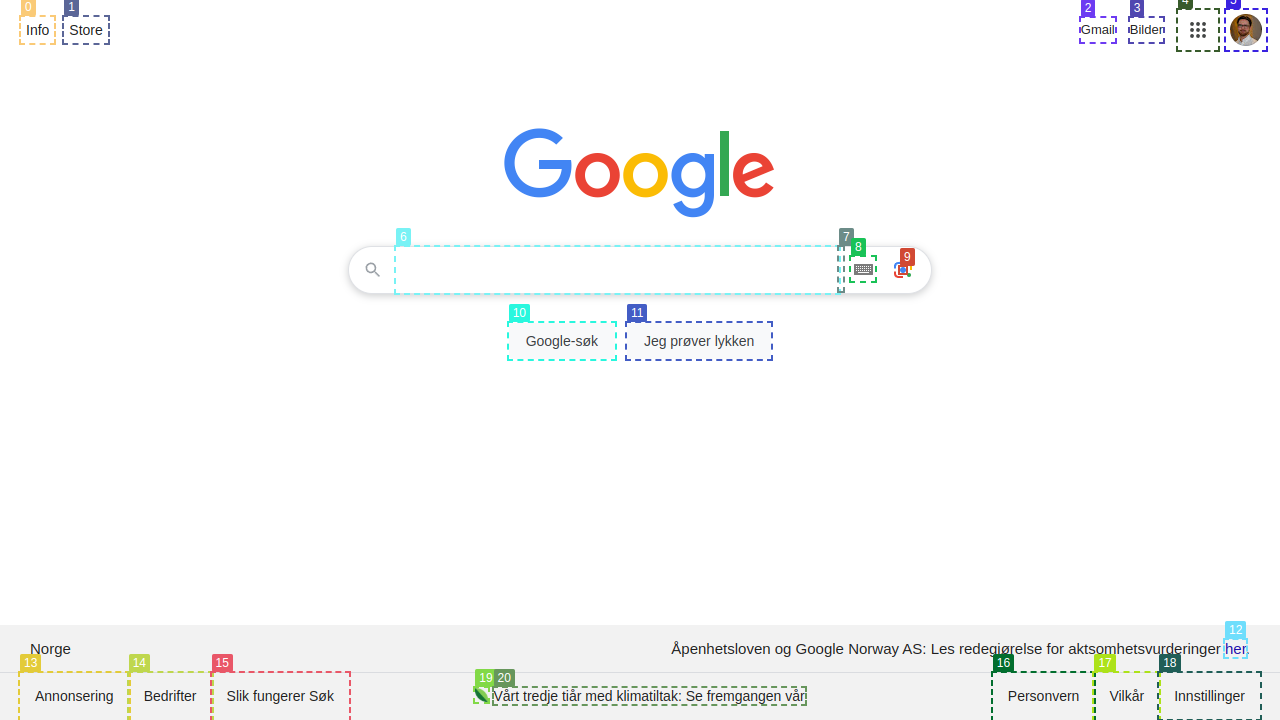 Info Store Gmail Bilder
0 1 2 3 4 5
Google
6 7 8 9
10 11
Google-søk Jeg prøver lykken
12
Norge Åpenhetsloven og Google Norway AS: Les redegjørelse for aktsomhetsvurderinger her.
13 14 15 19 20 16 17 18
Annonsering Bedrifter Slik fungerer Søk Vårt tredje tiår med klimatiltak: Se fremgangen vår Personvern Vilkår Innstillinger